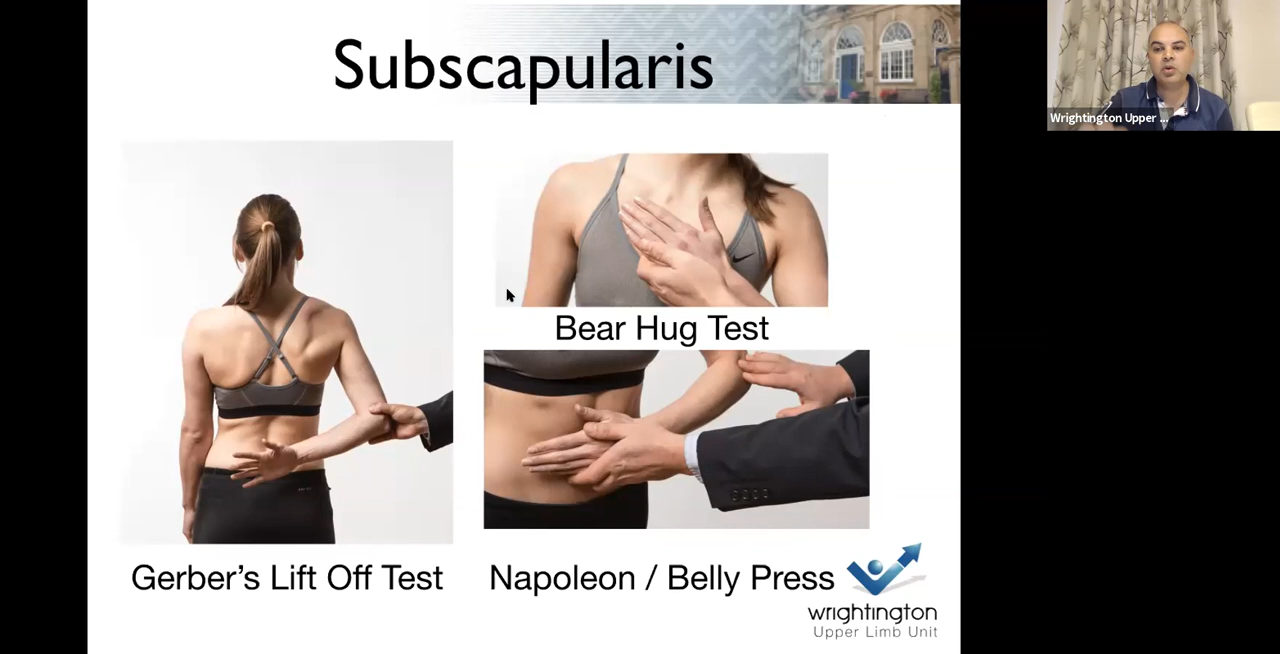 Subscapularis
Wrightington Upper ...
Bear Hug Test
Gerber's Lift Off Test
Napoleon / Belly Press
wrightington
Upper Limb Unit